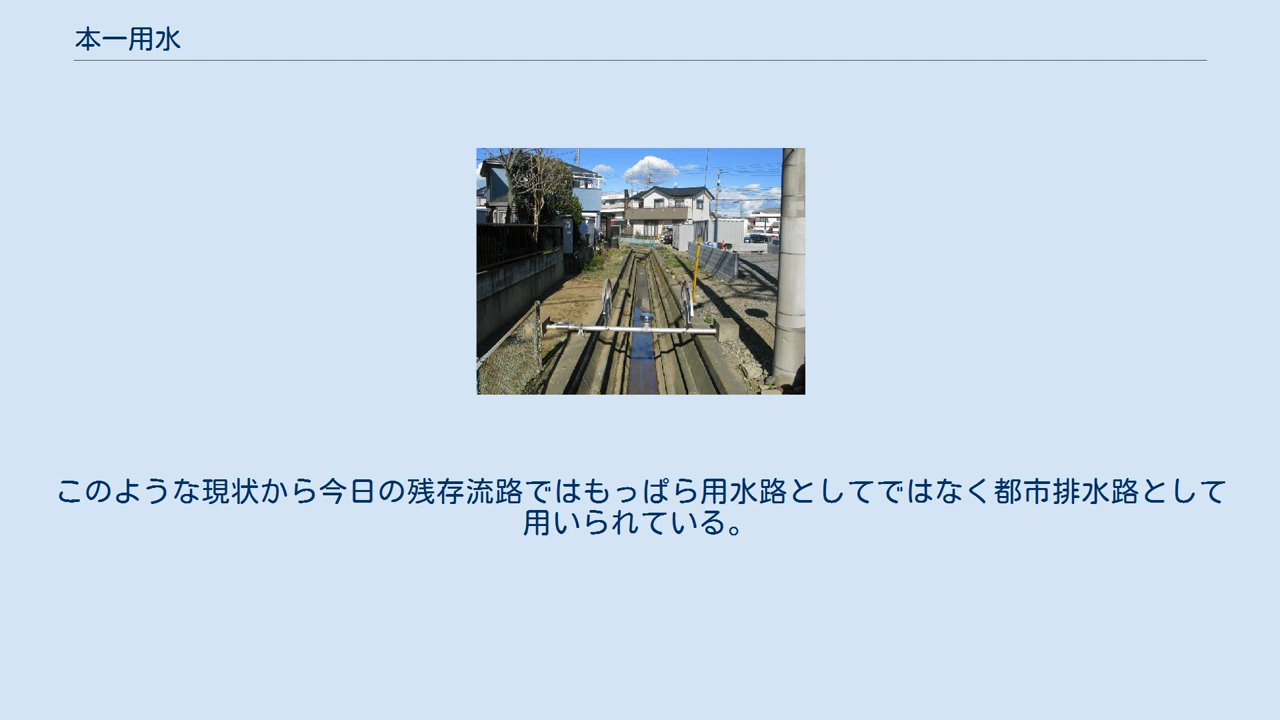 本一用水
このような現状から今日の残存流路ではもっぱら用水路としてではなく都市排水路として
用いられている。